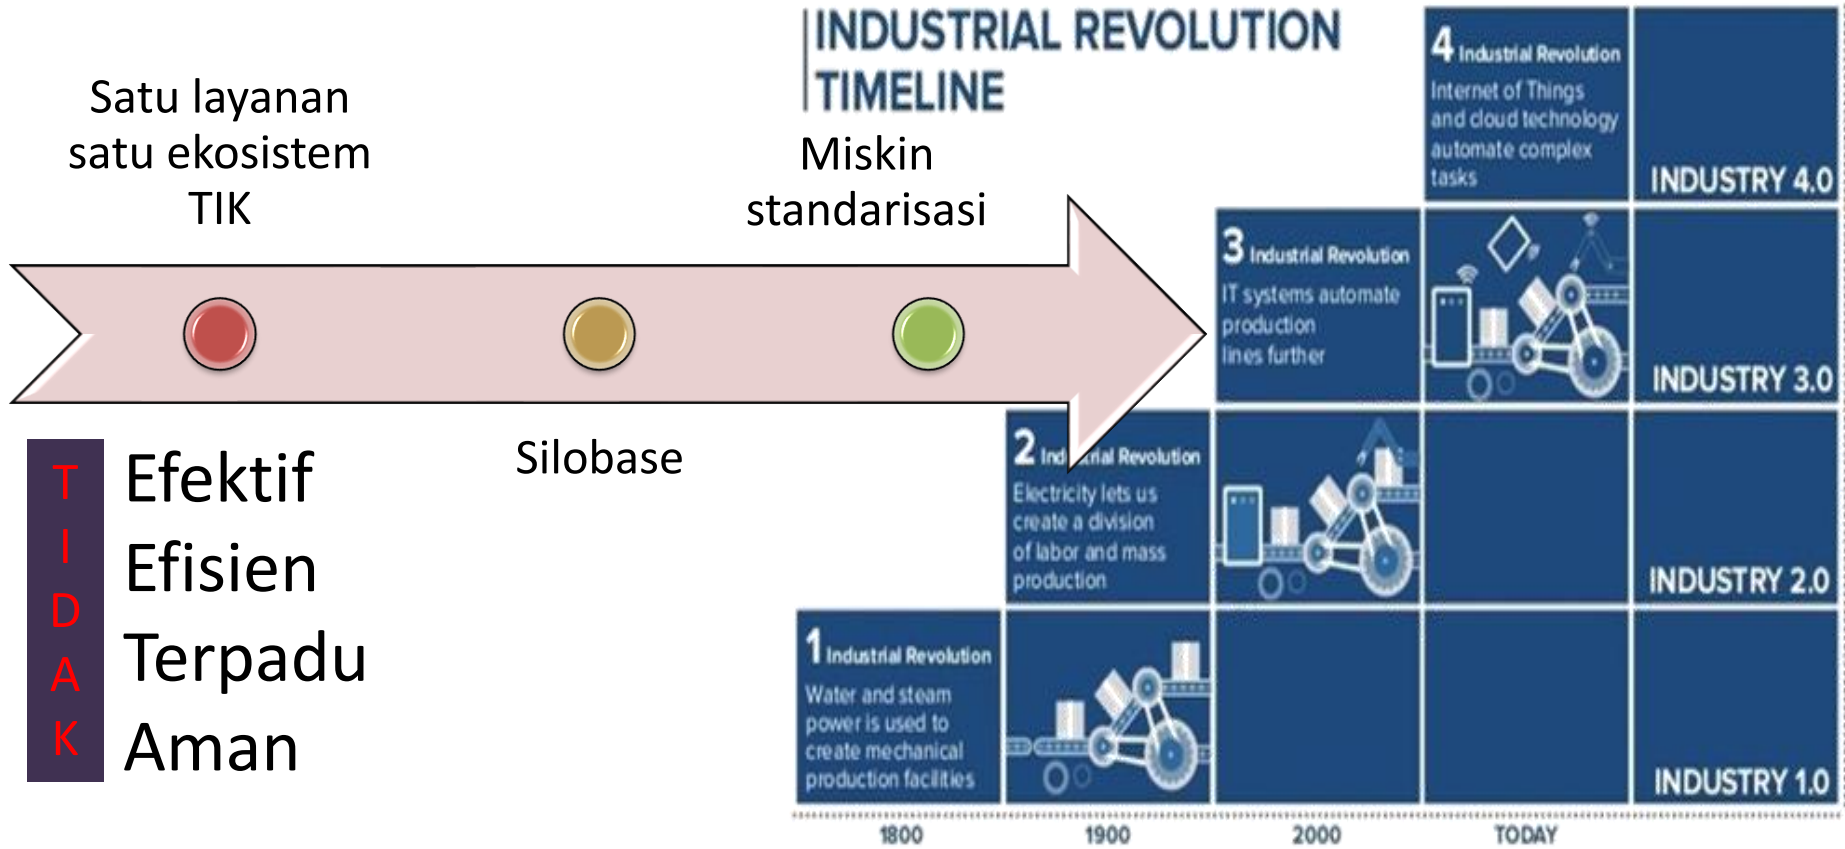 Satu layanan
satu ekosistem
TIK
Silobase
Miskin
standarisasi
T
I
D
A
K
Efektif
Efisien
Terpadu
Aman
INDUSTRIAL REVOLUTION
TIMELINE
4 Industrial Revolution
Internet of Things
and cloud technology
automate complex
tasks
INDUSTRY 4.0
3 Industrial Revolution
IT systems automate
production
lines further
INDUSTRY 3.0
2 Industrial Revolution
Electricity lets us
create a division
of labor and mass
production
INDUSTRY 2.0
1 Industrial Revolution
Water and steam
power is used to
create mechanical
production facilities
INDUSTRY 1.0
1800
1900
2000
TODAY